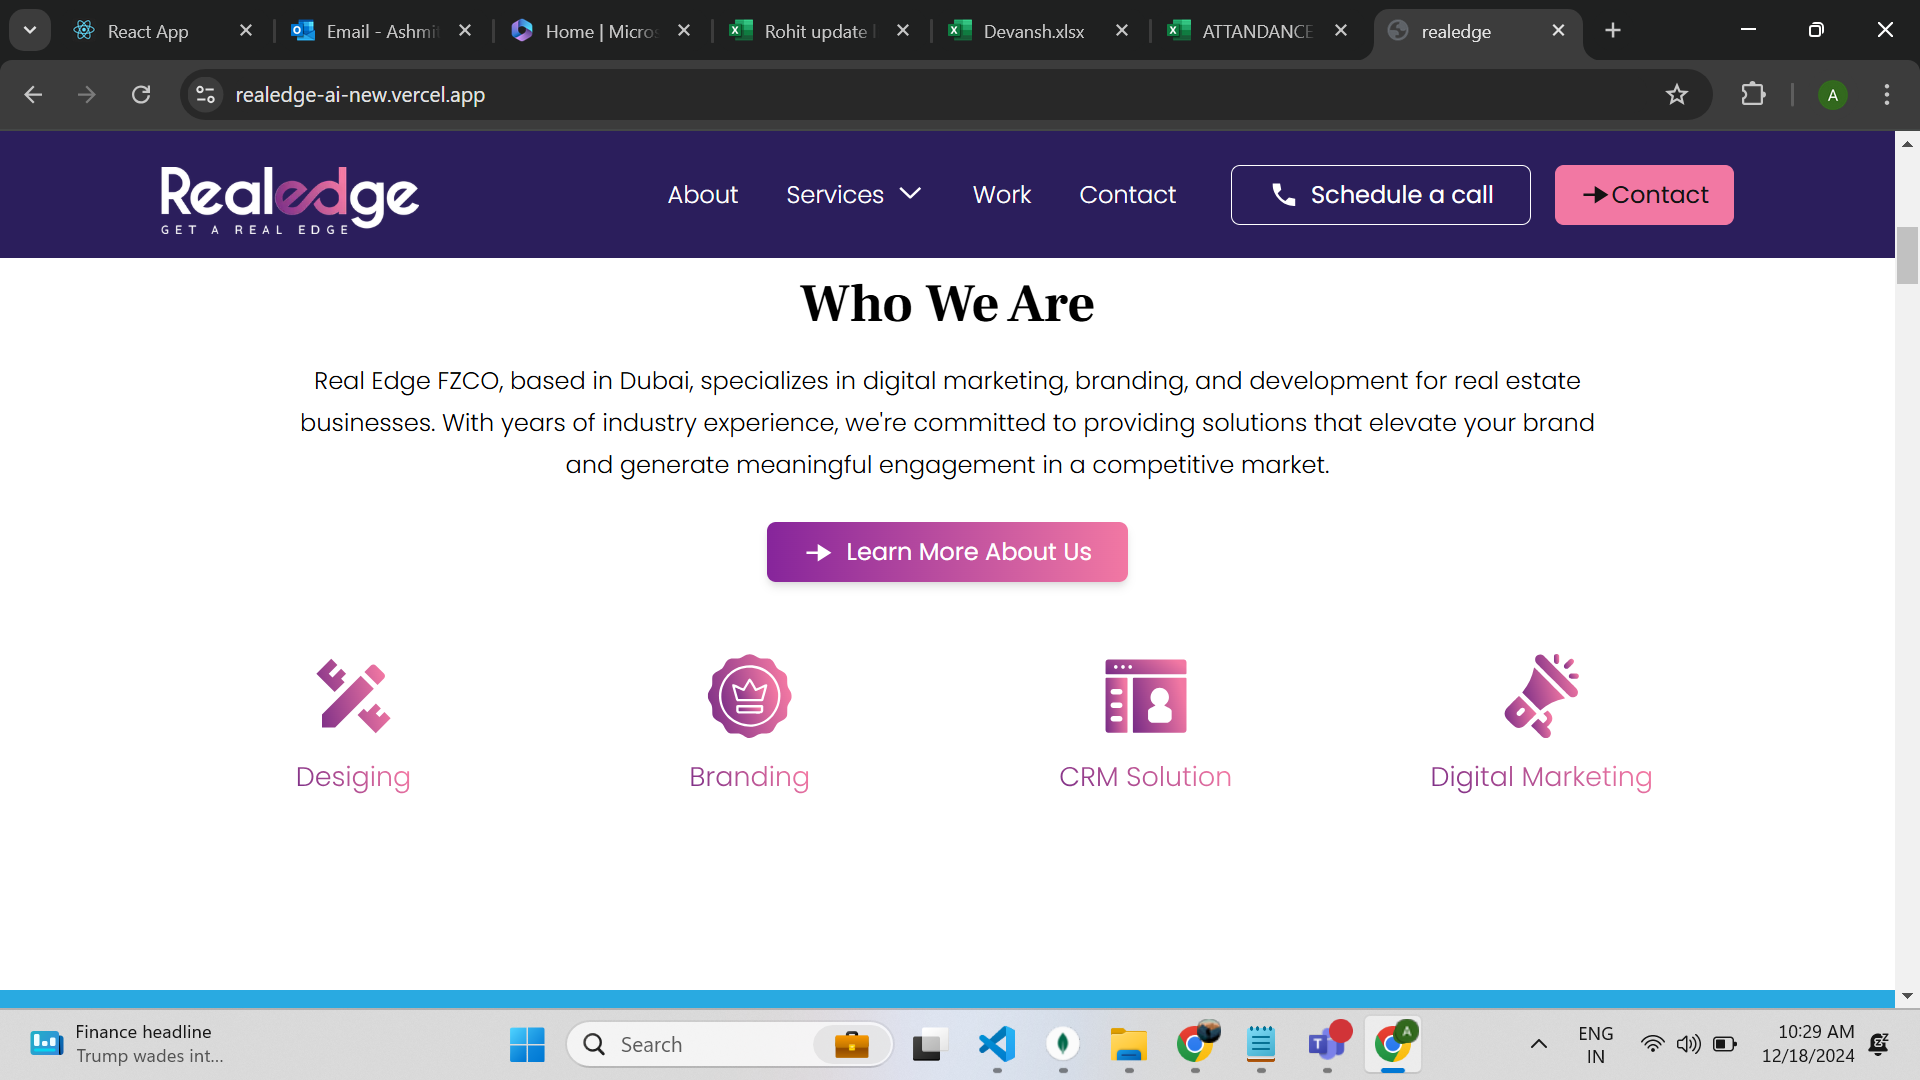 React App
Email - Ashmi
Home | Micros
Rohit update
Devansh.xlsx
ATTANDANCE
realedge
realedge-ai-new.vercel.app
A
Realedge
GET A REAL EDGE
About
Services
Work
Contact
Schedule a call
Contact
Who We Are
Real Edge FZCO, based in Dubai, specializes in digital marketing, branding, and development for real estate
businesses. With years of industry experience, we're committed to providing solutions that elevate your brand
and generate meaningful engagement in a competitive market.
Learn More About Us
Desiging
Branding
CRM Solution
Digital Marketing
Finance headline
Trump wades int...
Search
T
A
ENG
IN
10:29 AM
12/18/2024